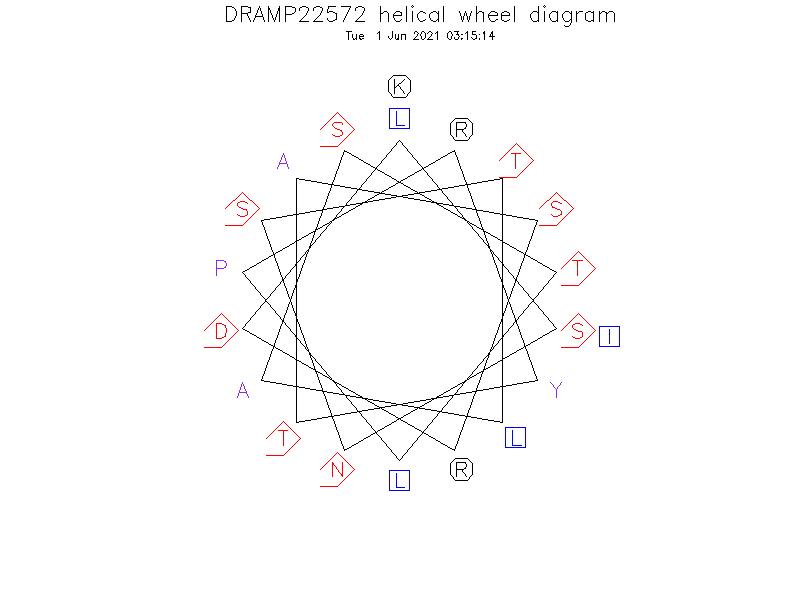 DRAMP22572 helical wheel diagram
Tue 1 Jun 2021 03:15:14
K
S L R
A T
S S
P T
D S I
A Y
T L
N L R